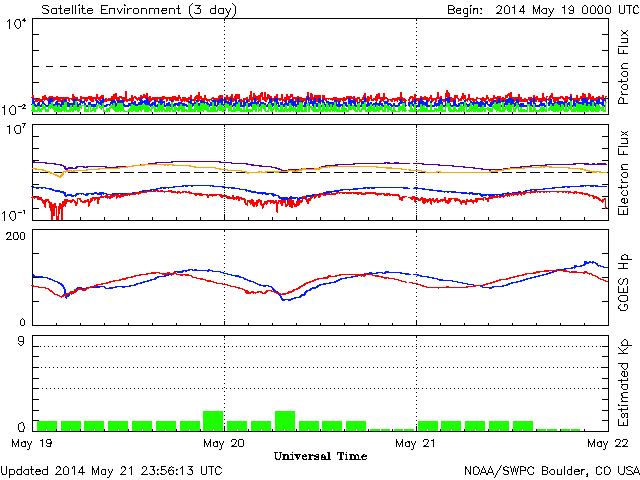 Satellite Environment (3 day) Begin: 2014 May 19 0000 UTC
10^4
10^-2
Proton Flux
10^7
10^-1
Electron Flux
200
0
GOES Hp
9
0
Estimated Kp
May 19 May 20 May 21 May 22
Universal Time
Updated 2014 May 21 23:56:13 UTC NOAA/SWPC Boulder, CO USA